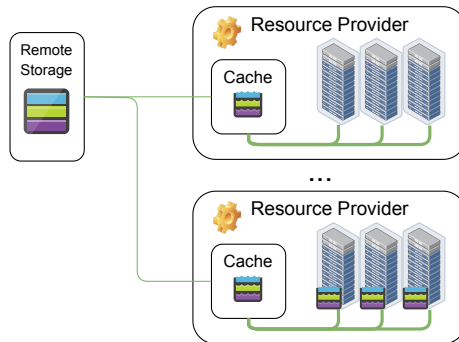 Remote
Storage
Resource Provider
Cache
...
Resource Provider
Cache